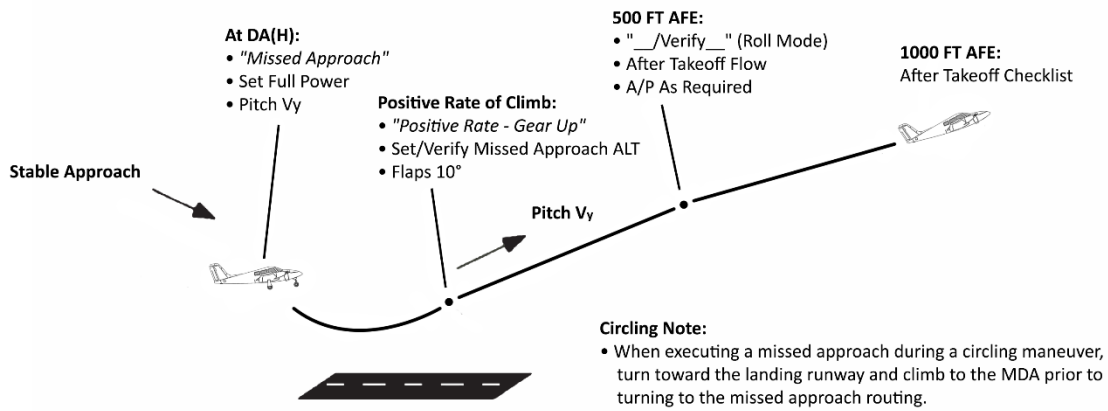 Stable Approach
At DA(H):
• "Missed Approach"
• Set Full Power
• Pitch Vy
Positive Rate of Climb:
• "Positive Rate - Gear Up"
• Set/Verify Missed Approach ALT
• Flaps 10°
Pitch Vy
500 FT AFE:
• "__/Verify__" (Roll Mode)
• After Takeoff Flow
• A/P As Required
1000 FT AFE:
After Takeoff Checklist
Circling Note:
• When executing a missed approach during a circling maneuver,
turn toward the landing runway and climb to the MDA prior to
turning to the missed approach routing.